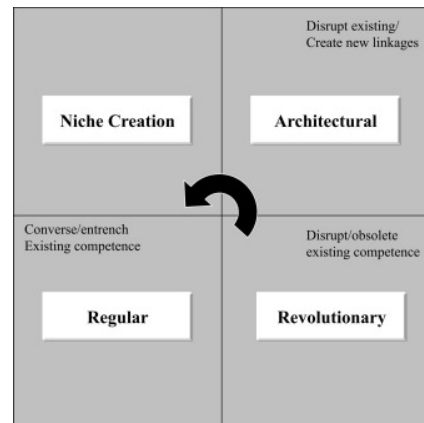 Disrupt existing/
Create new linkages
Niche Creation
Architectural
Converse/entrench
Existing competence
Disrupt/obsolete
existing competence
Regular
Revolutionary